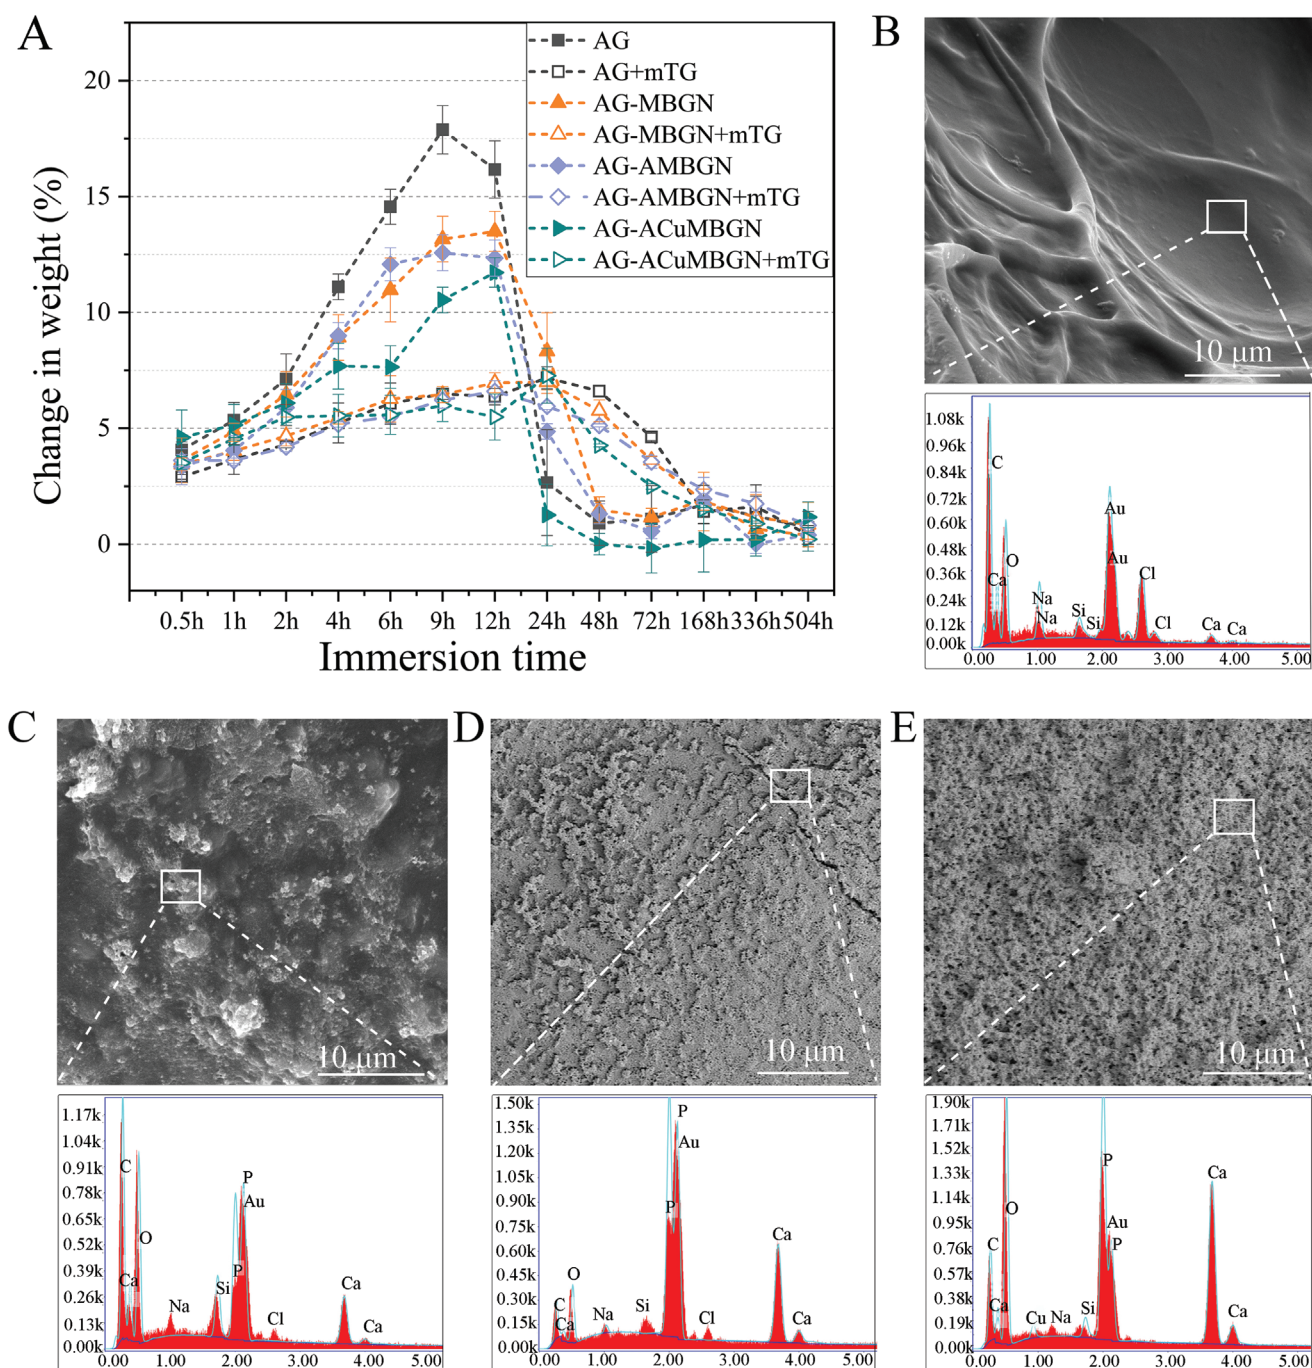 A
20
15
10
5
0
Change in weight (%)
0.5h 1h 2h 4h 6h 9h 12h 24h 48h 72h 168h 336h 504h
Immersion time
AG
AG+mTG
AG-MBGN
AG-MBGN+mTG
AG-AMBGN
AG-AMBGN+mTG
AG-ACuMBGN
AG-ACuMBGN+mTG
B
10 μm
1.08k
0.96k
0.84k
0.72k
0.60k
0.48k
0.36k
0.24k
0.12k
0.00k
C
Ca
O
Na
Na
Si
Si
Au
Au
Cl
Cl
Ca
Ca
0.00 1.00 2.00 3.00 4.00 5.00
C
10 μm
1.17k
1.04k
0.91k
0.78k
0.65k
0.52k
0.39k
0.26k
0.13k
0.00k
C
Ca
O
Na
Si
P
P
Au
Cl
Ca
Ca
0.00 1.00 2.00 3.00 4.00 5.00
D
10 μm
1.50k
1.35k
1.20k
1.05k
0.90k
0.75k
0.60k
0.45k
0.30k
0.15k
0.00k
C
Ca
O
Na
Si
P
P
Au
Cl
Ca
Ca
0.00 1.00 2.00 3.00 4.00 5.00
E
10 μm
1.90k
1.71k
1.52k
1.33k
1.14k
0.95k
0.76k
0.57k
0.38k
0.19k
0.00k
C
Ca
O
Cu
Na
Si
P
Au
P
Ca
Ca
0.00 1.00 2.00 3.00 4.00 5.00